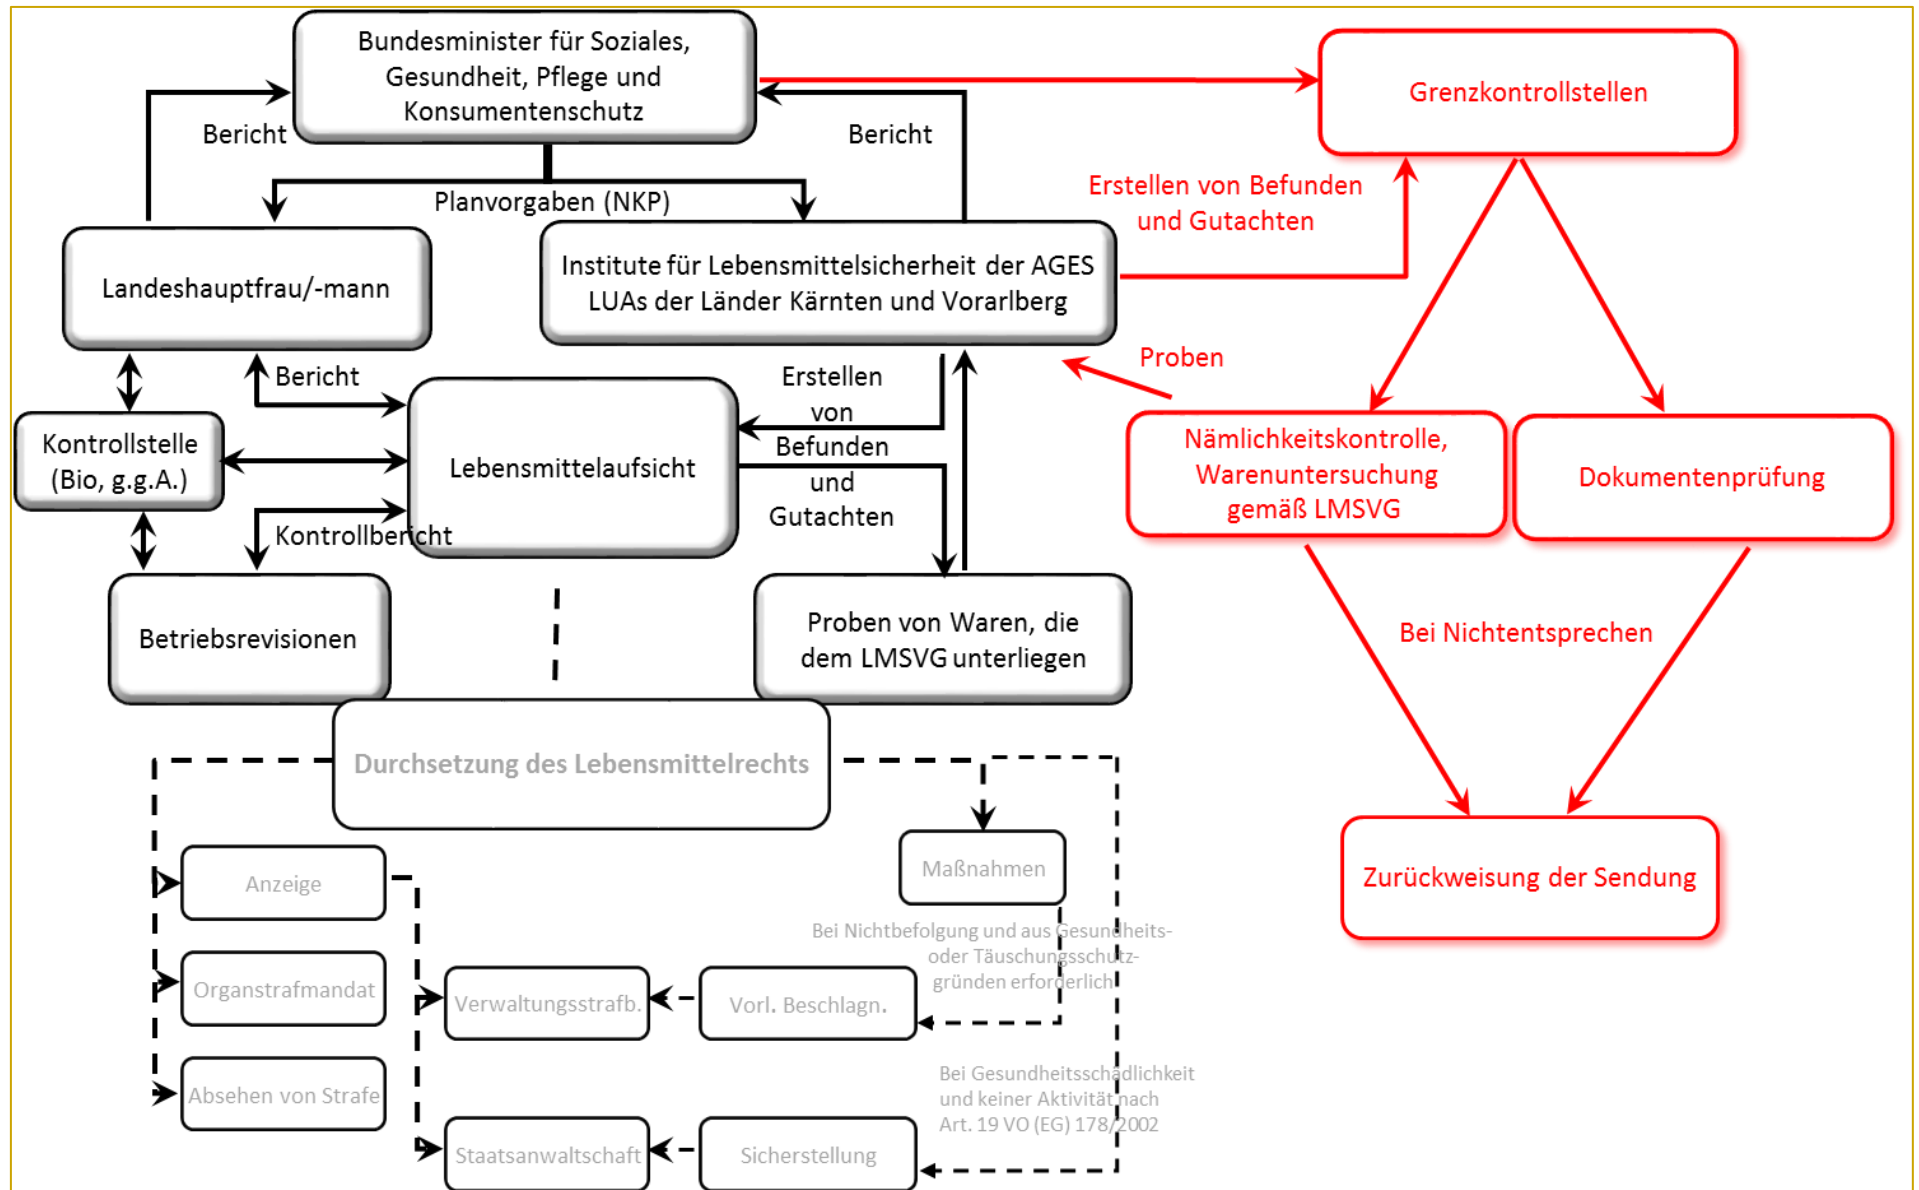 Bundesminister für Soziales,
Gesundheit, Pflege und
Konsumentenschutz
Grenzkontrollstellen
Bericht
Bericht
Planvorgaben (NKP)
Erstellen von Befunden
und Gutachten
Landeshauptfrau/-mann
Institute für Lebensmittelsicherheit der AGES
LUAs der Länder Kärnten und Vorarlberg
Proben
Bericht
Erstellen
von
Befunden
und
Gutachten
Kontrollstelle
(Bio, g.g.A.)
Lebensmittelaufsicht
Nämlichkeitskontrolle,
Warenuntersuchung
gemäß LMSVG
Dokumentenprüfung
Kontrollbericht
Betriebsrevisionen
Proben von Waren, die
dem LMSVG unterliegen
Bei Nichtentsprechen
Durchsetzung des Lebensmittelrechts
Anzeige
Maßnahmen
Zurückweisung der Sendung
Bei Nichtbefolgung und aus Gesundheits-
oder Täuschungsschutz-
gründen erforderlich
Organstrafmandat
Verwaltungsstrafb.
Vorl. Beschlagn.
Absehen von Strafe
Bei Gesundheitsschädlichkeit
und keiner Aktivität nach
Art. 19 VO (EG) 178/2002
Staatsanwaltschaft
Sicherstellung